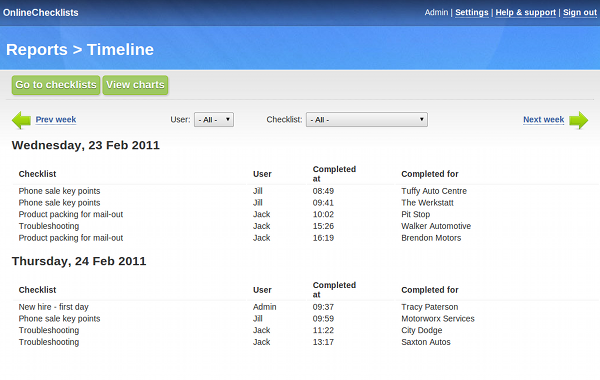 OnlineChecklists
Admin | Settings | Help & support | Sign out
Reports > Timeline
Go to checklists View charts
Prev week User: - All - Checklist: - All - Next week
Wednesday, 23 Feb 2011
Checklist User Completed at Completed for
Phone sale key points Jill 08:49 Tuffy Auto Centre
Phone sale key points Jill 09:41 The Werkstatt
Product packing for mail-out Jack 10:02 Pit Stop
Troubleshooting Jack 15:26 Walker Automotive
Product packing for mail-out Jack 16:19 Brendon Motors
Thursday, 24 Feb 2011
Checklist User Completed at Completed for
New hire - first day Admin 09:37 Tracy Paterson
Phone sale key points Jill 09:59 Motorworx Services
Troubleshooting Jack 11:22 City Dodge
Troubleshooting Jack 13:17 Saxton Autos